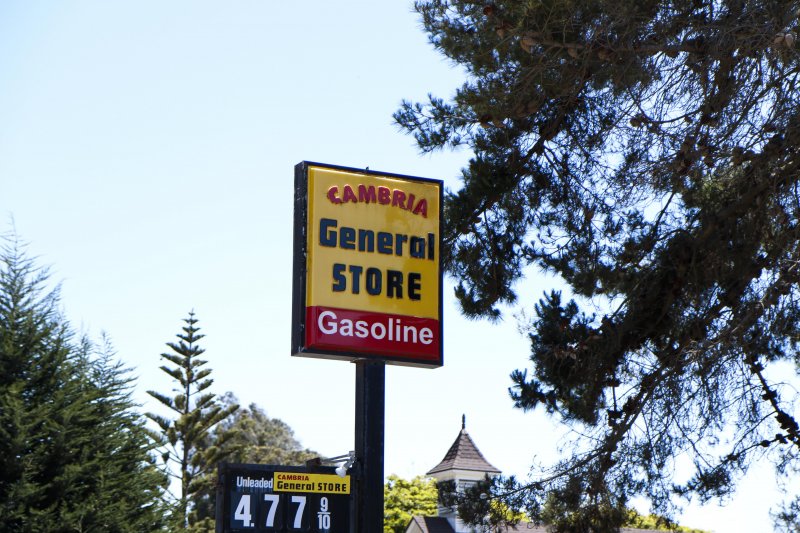 CAMBRIA
General
STORE
Gasoline
Unleaded
CAMBRIA
General STORE
4.77 9/10